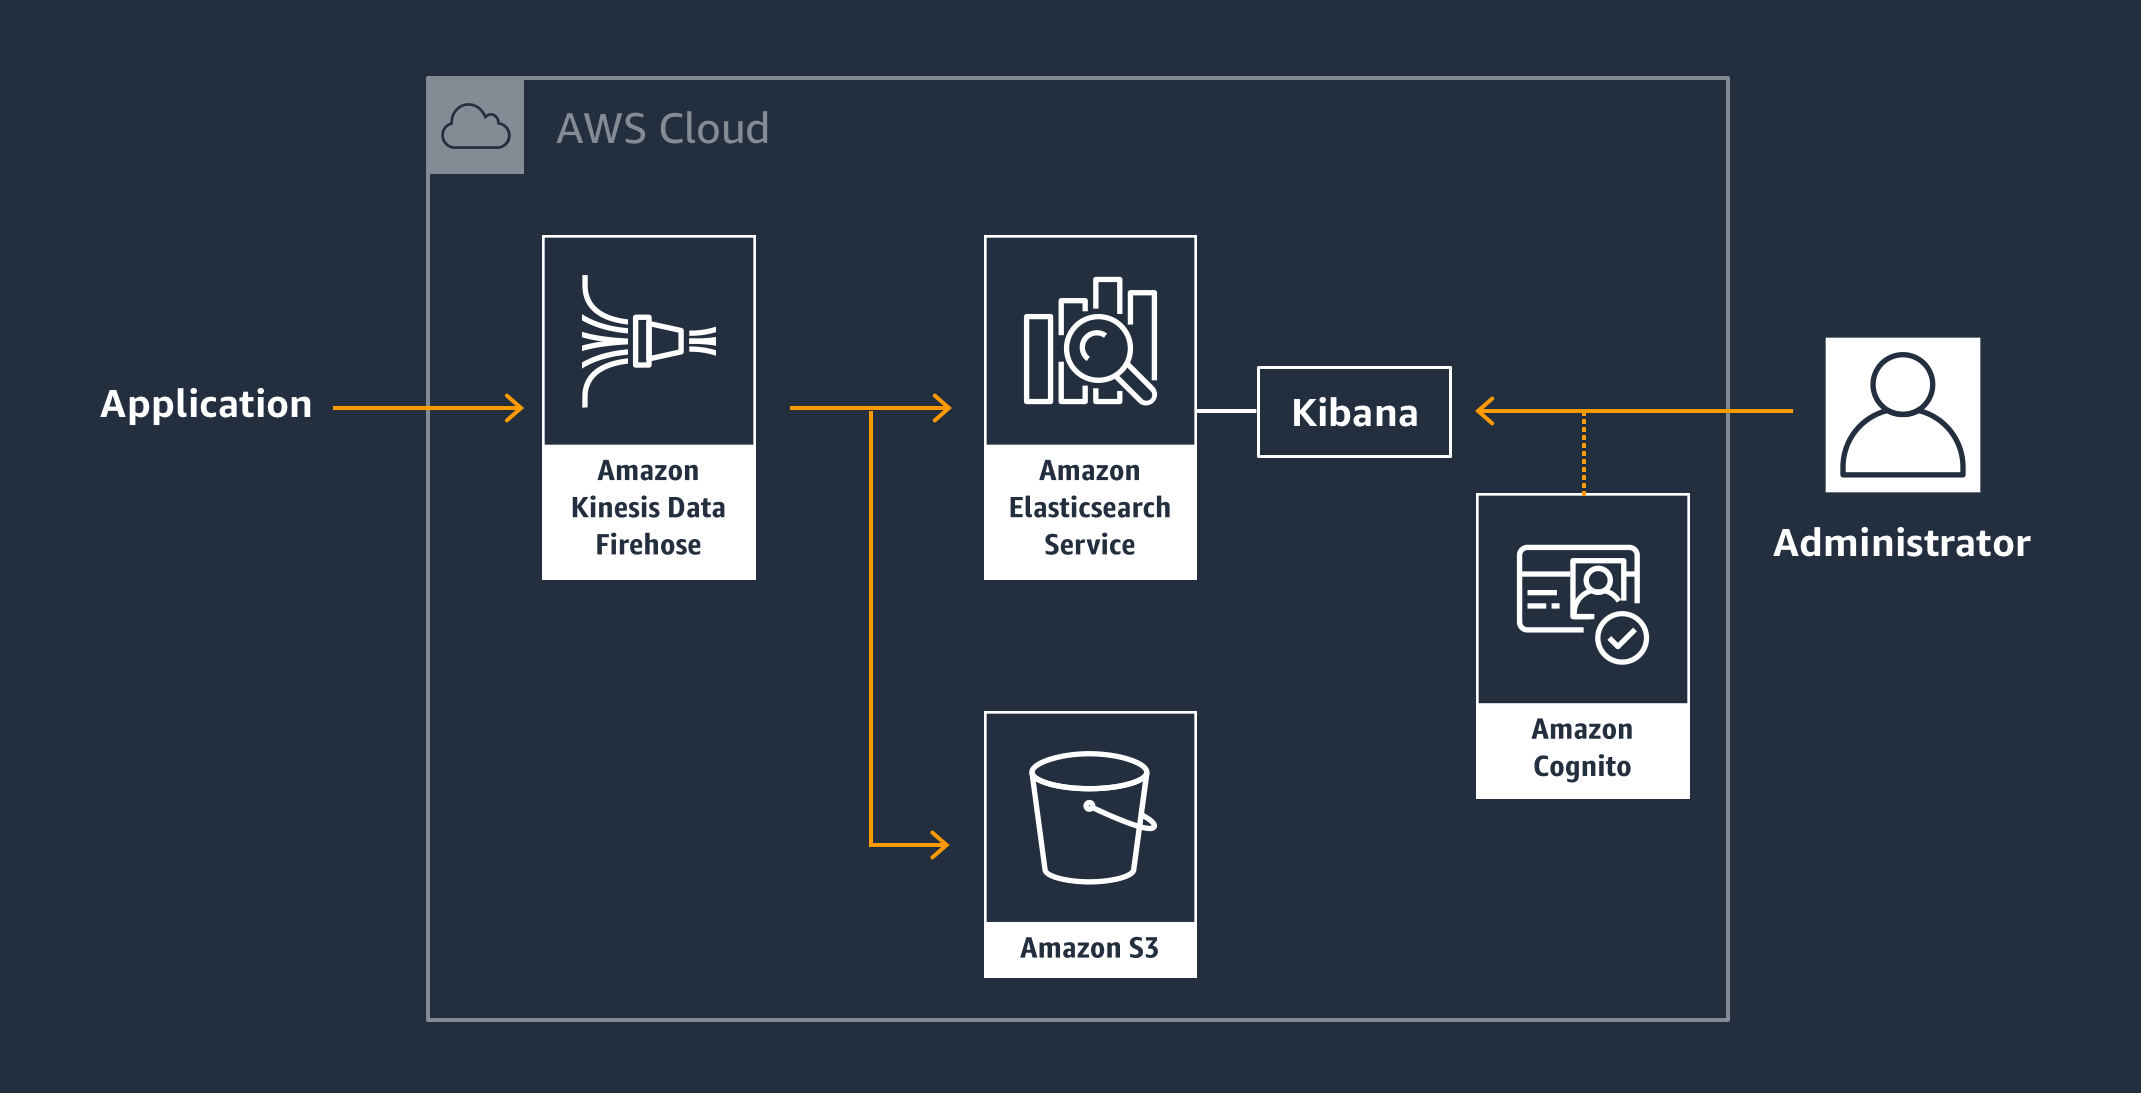 AWS Cloud
Application
Amazon
Kinesis Data
Firehose
Amazon
Elasticsearch
Service
Kibana
Administrator
Amazon
Cognito
Amazon S3